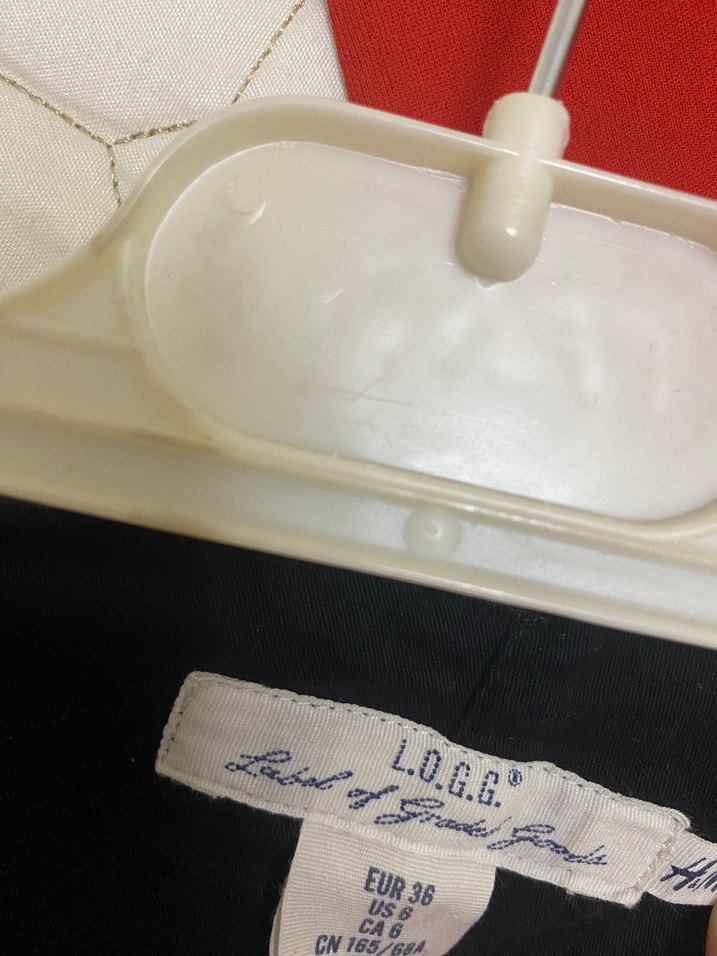 L.O.G.G.®
Label of Graded Goods
H&M
EUR 36
US 6
CA 6
CN 165/68A